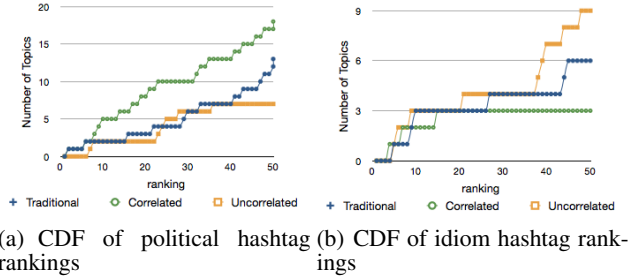 20
15
10
5
0
Number of Topics
0 10 20 30 40 50
ranking
Traditional Correlated Uncorrelated
9
6
3
0
Number of Topics
0 10 20 30 40 50
ranking
Traditional Correlated Uncorrelated
(a) CDF of political hashtag
rankings
(b) CDF of idiom hashtag rank-
ings